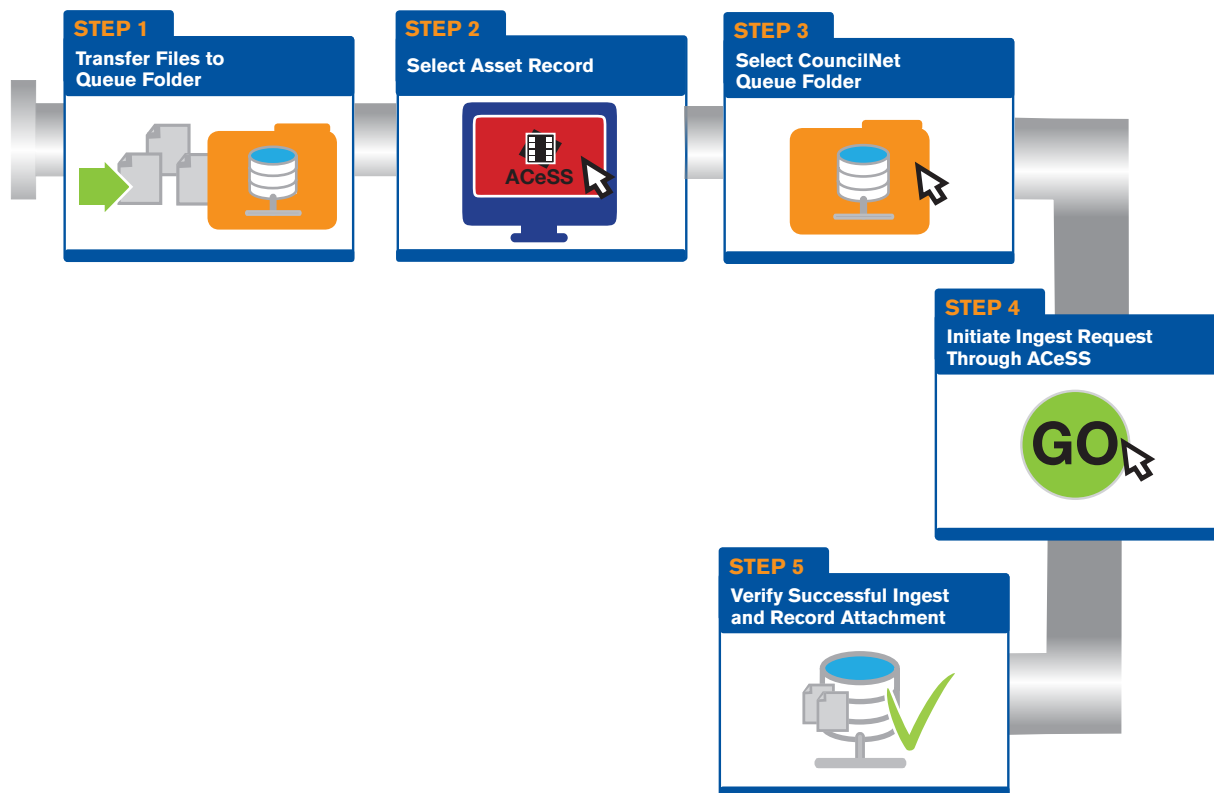 STEP 1
Transfer Files to
Queue Folder
STEP 2
Select Asset Record
ACeSS
STEP 3
Select CouncilNet
Queue Folder
STEP 4
Initiate Ingest Request
Through ACeSS
GO
STEP 5
Verify Successful Ingest
and Record Attachment